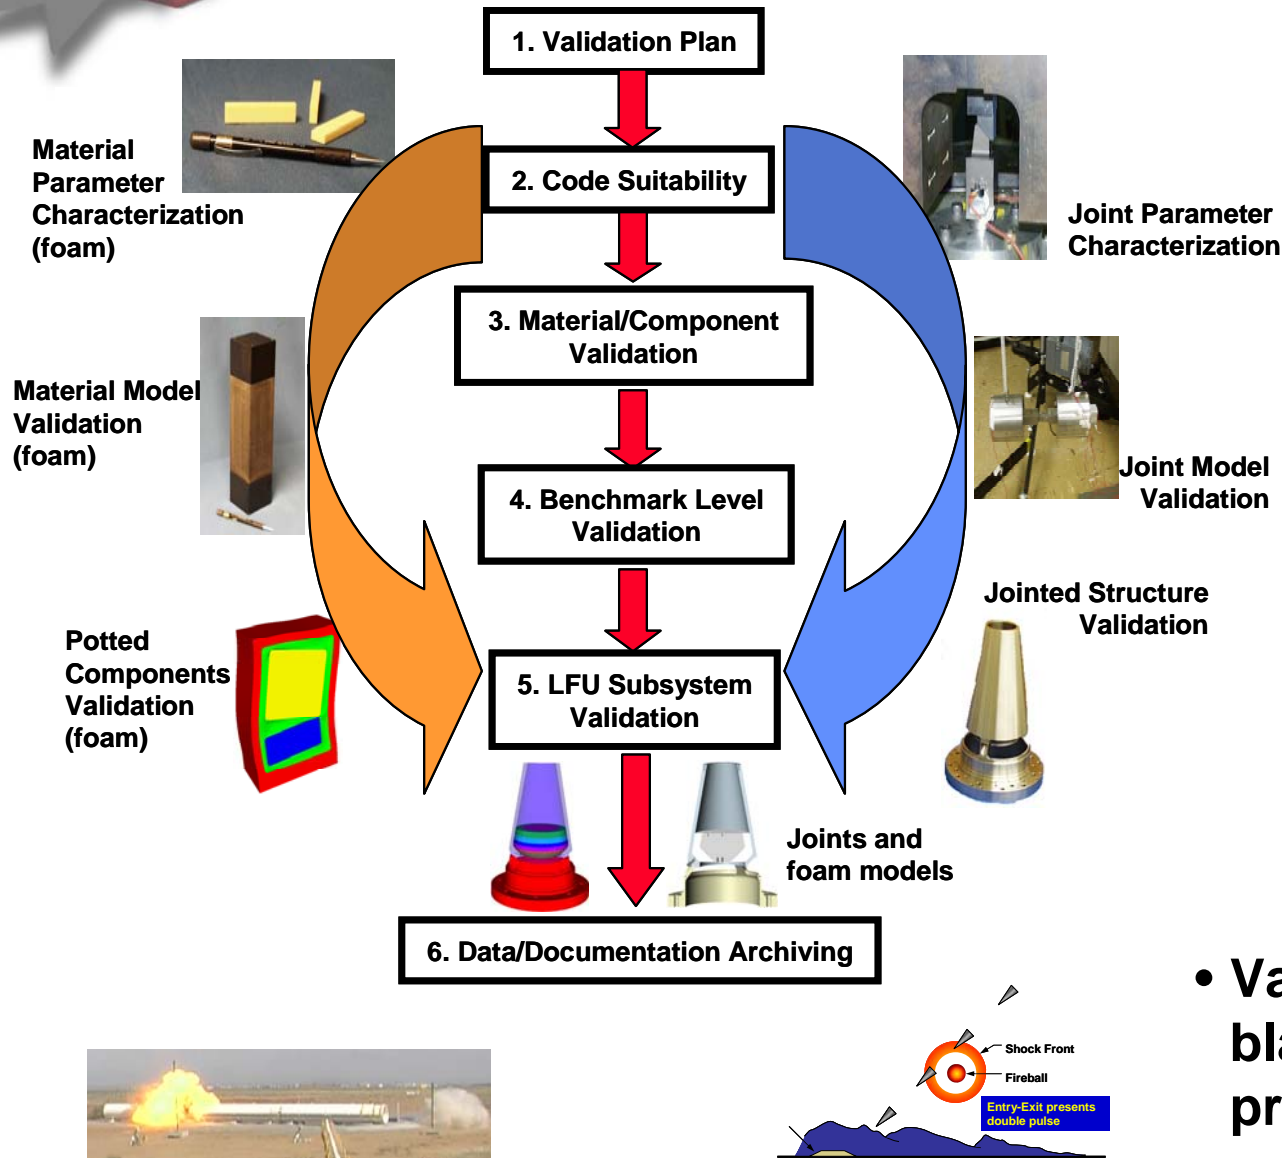 1. Validation Plan
Material
Parameter
Characterization
(foam)
2. Code Suitability
Joint Parameter
Characterization
3. Material/Component
Validation
Material Model
Validation
(foam)
Joint Model
Validation
4. Benchmark Level
Validation
Jointed Structure
Validation
Potted
Components
Validation
(foam)
5. LFU Subsystem
Validation
Joints and
foam models
6. Data/Documentation Archiving
Shock Front
Fireball
Entry-Exit presents
double pulse
• Va
bla
pr